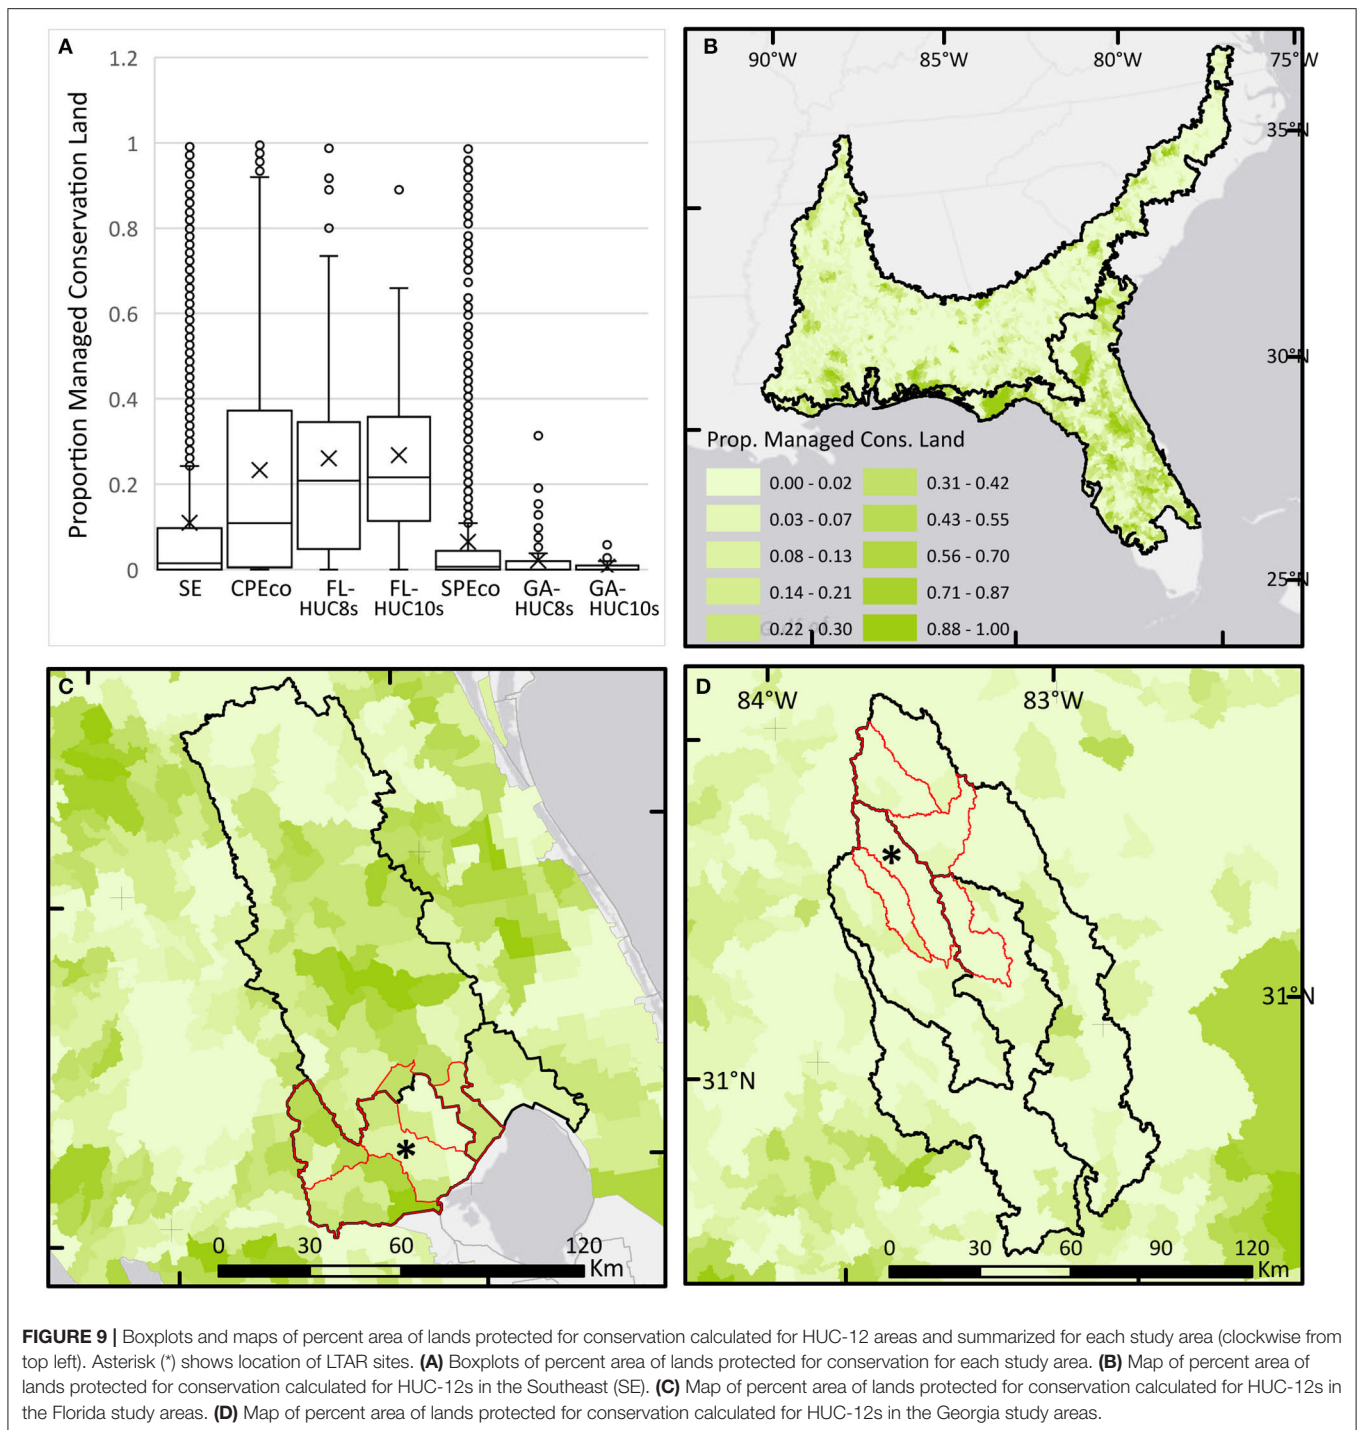 A
1.2
1
0.8
0.6
0.4
0.2
0
Proportion Managed Conservation Land
SE
CPEco
FL-
HUC8s
FL-
HUC10s
SPEco
GA-
HUC8s
GA-
HUC10s
B
90°W
85°W
80°W
75°W
35°N
30°N
25°N
Prop. Managed Cons. Land
0.00 - 0.02
0.03 - 0.07
0.08 - 0.13
0.14 - 0.21
0.22 - 0.30
0.31 - 0.42
0.43 - 0.55
0.56 - 0.70
0.71 - 0.87
0.88 - 1.00
C
*
0 30 60 120
Km
D
84°W
83°W
*
31°N
31°N
0 30 60 90 120
Km
FIGURE 9 | Boxplots and maps of percent area of lands protected for conservation calculated for HUC-12 areas and summarized for each study area (clockwise from
top left). Asterisk (*) shows location of LTAR sites. (A) Boxplots of percent area of lands protected for conservation for each study area. (B) Map of percent area of
lands protected for conservation calculated for HUC-12s in the Southeast (SE). (C) Map of percent area of lands protected for conservation calculated for HUC-12s in
the Florida study areas. (D) Map of percent area of lands protected for conservation calculated for HUC-12s in the Georgia study areas.